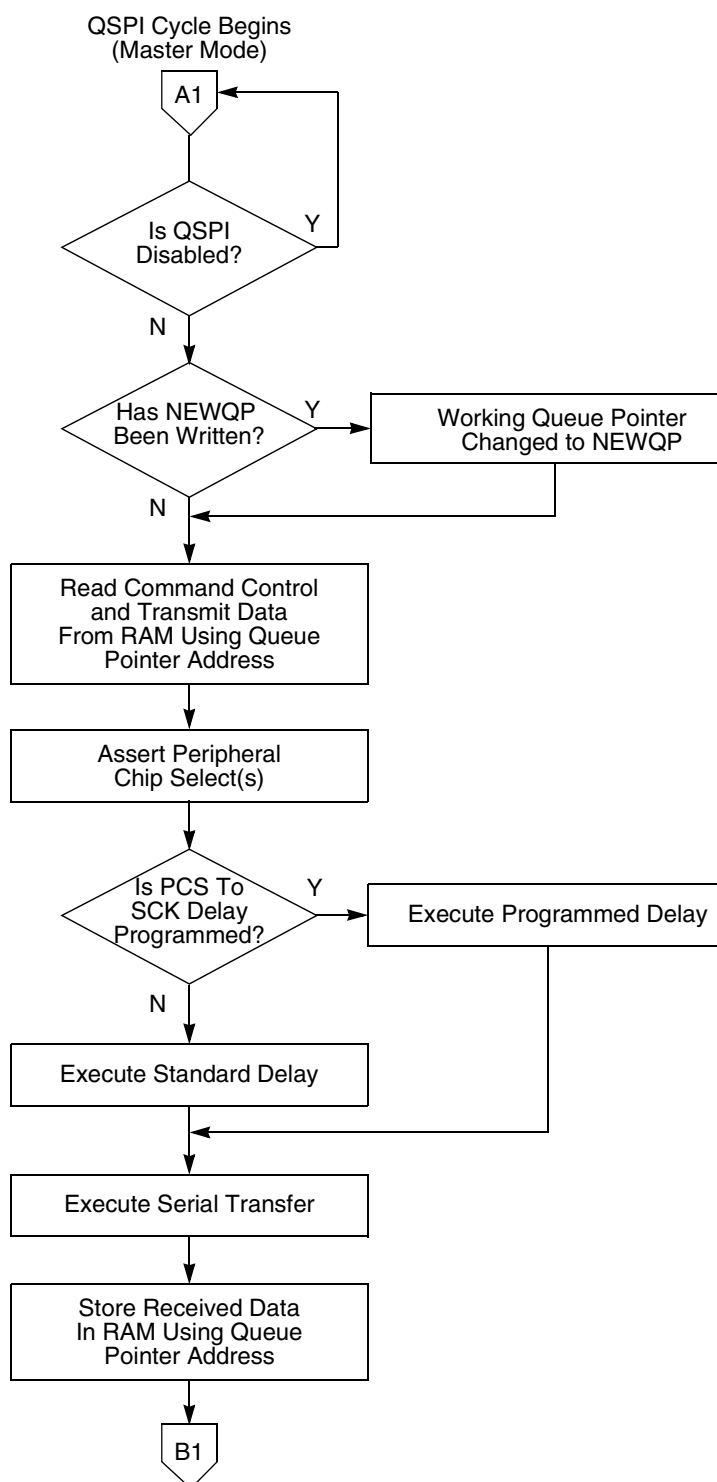 QSPI Cycle Begins
(Master Mode)
A1
Is QSPI
Disabled?
Y
N
Has NEWQP
Been Written?
Y
Working Queue Pointer
Changed to NEWQP
N
Read Command Control
and Transmit Data
From RAM Using Queue
Pointer Address
Assert Peripheral
Chip Select(s)
Is PCS To
SCK Delay
Programmed?
Y
Execute Programmed Delay
N
Execute Standard Delay
Execute Serial Transfer
Store Received Data
In RAM Using Queue
Pointer Address
B1